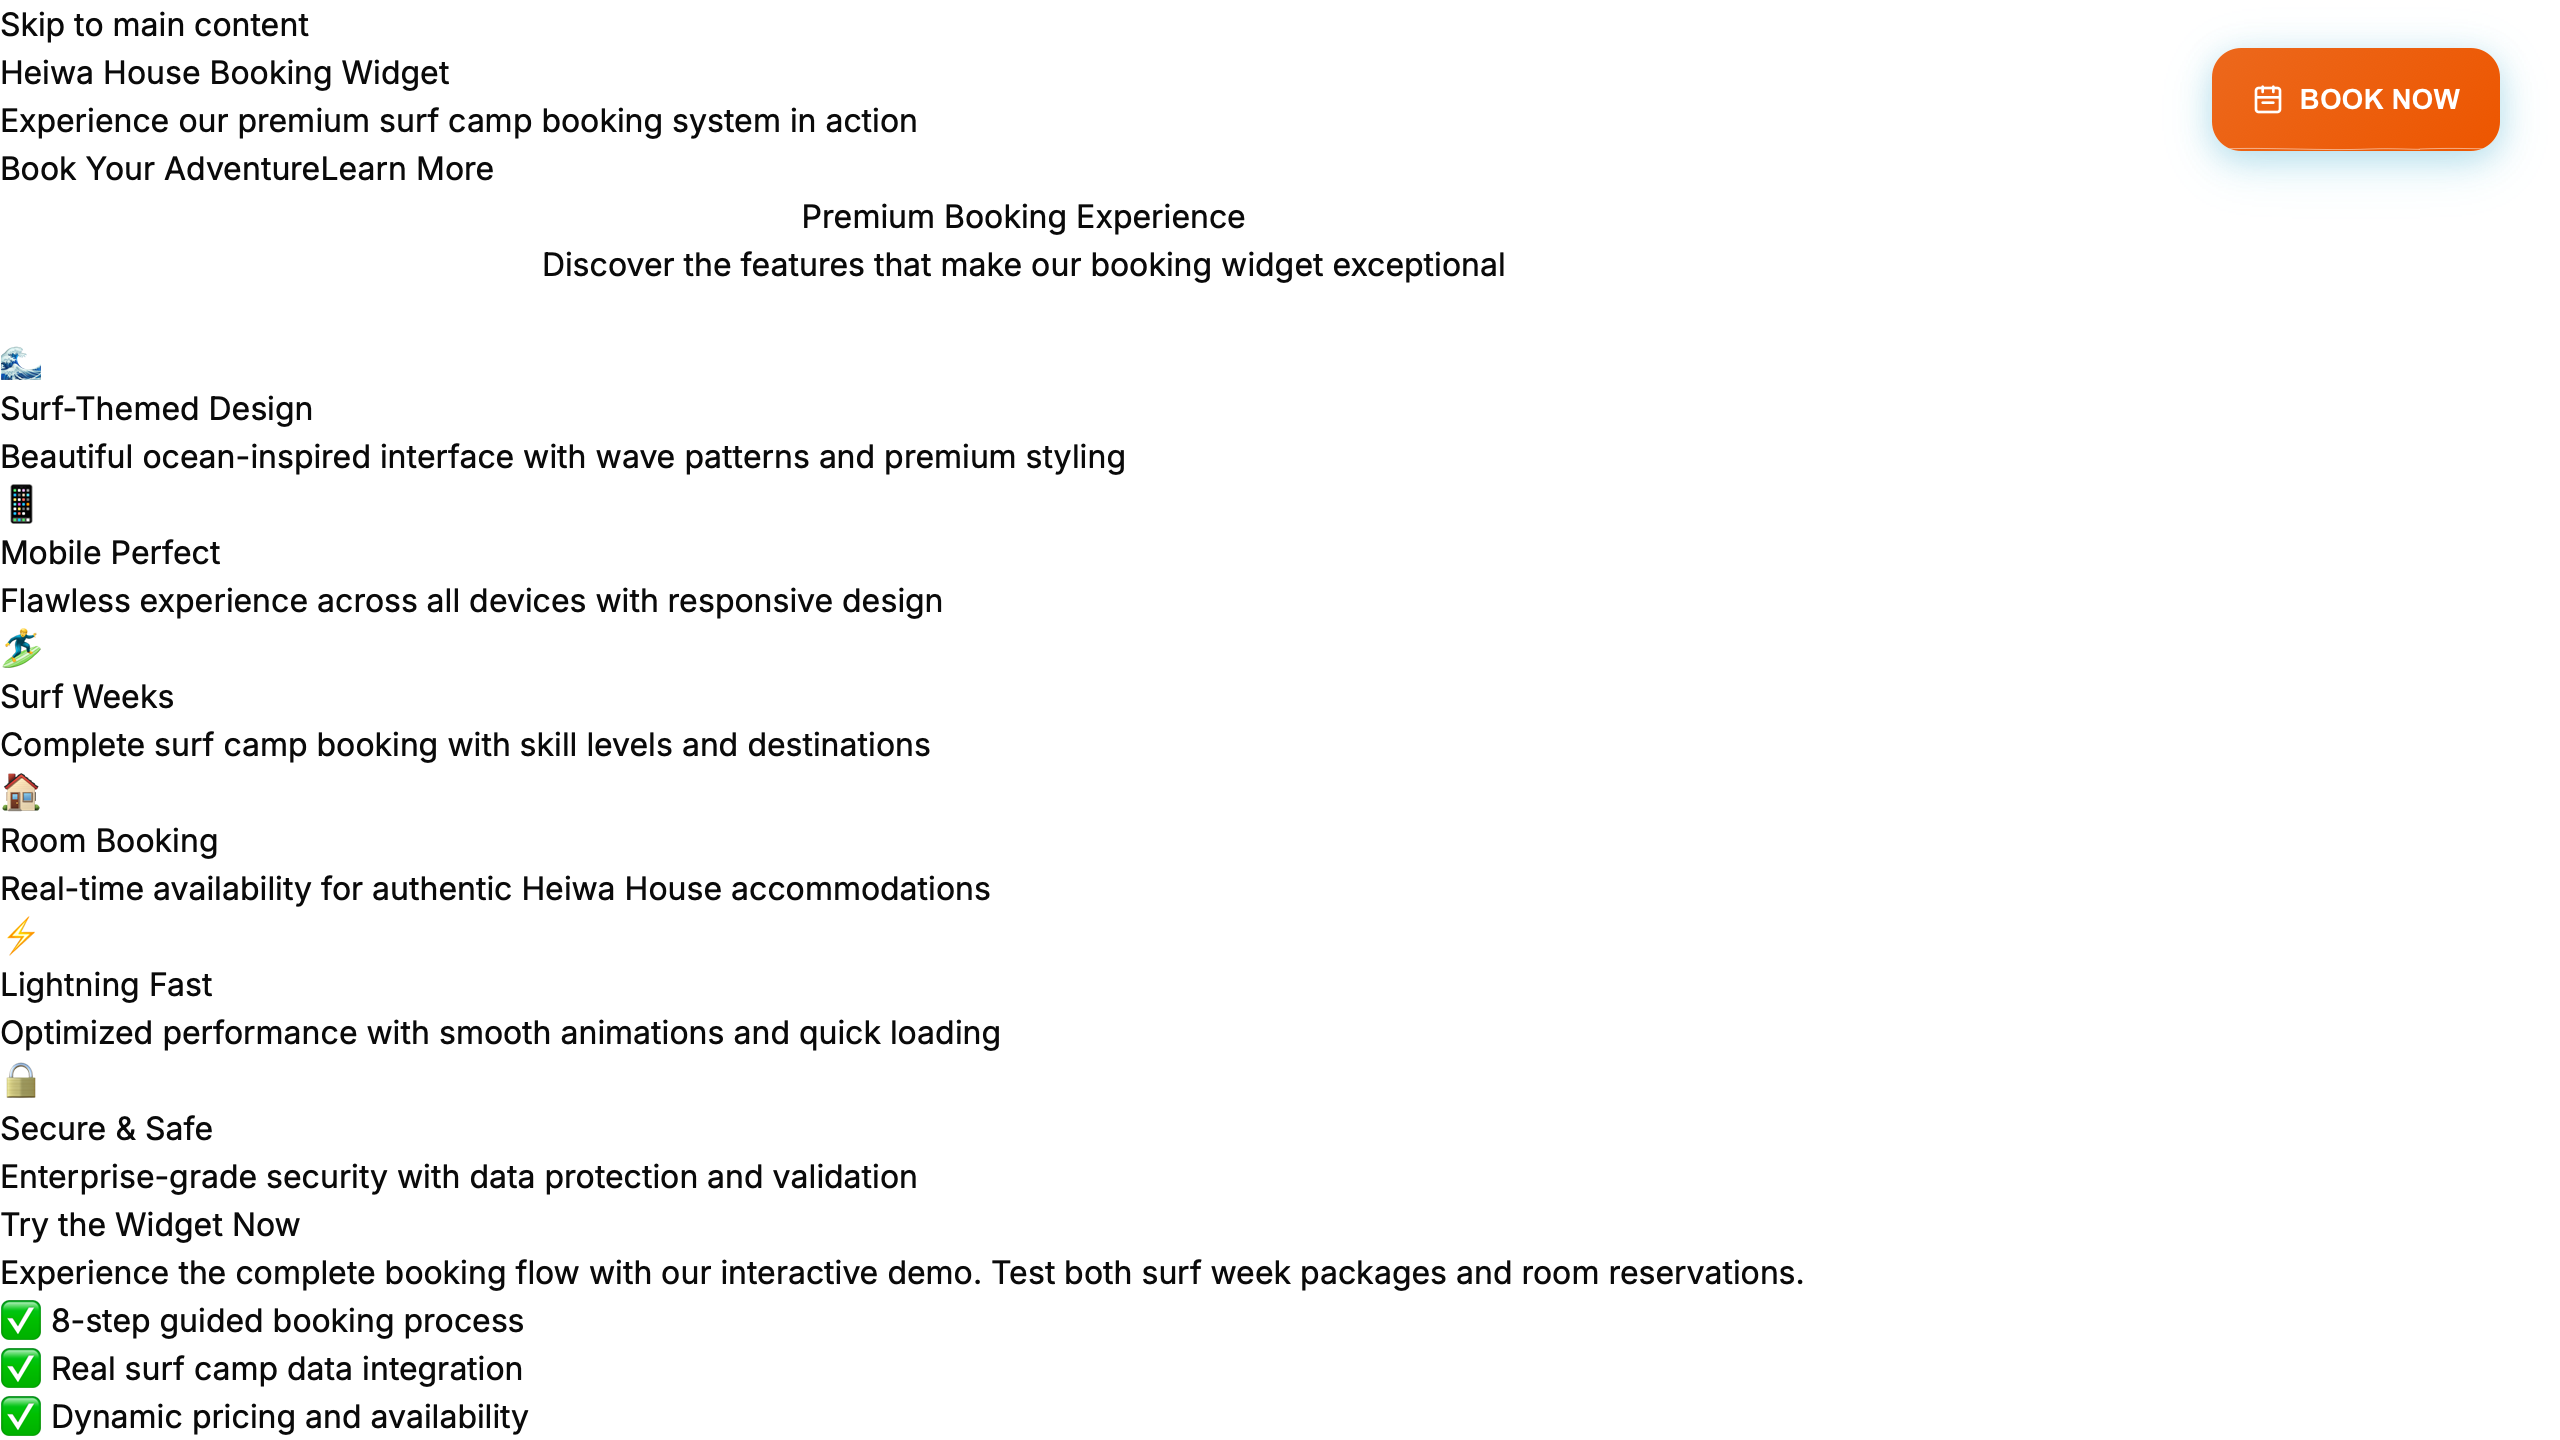 Skip to main content
Heiwa House Booking Widget
BOOK NOW
Experience our premium surf camp booking system in action
Book Your AdventureLearn More
Premium Booking Experience
Discover the features that make our booking widget exceptional
Surf-Themed Design
Beautiful ocean-inspired interface with wave patterns and premium styling
Mobile Perfect
Flawless experience across all devices with responsive design
Surf Weeks
Complete surf camp booking with skill levels and destinations
Room Booking
Real-time availability for authentic Heiwa House accommodations
Lightning Fast
Optimized performance with smooth animations and quick loading
Secure & Safe
Enterprise-grade security with data protection and validation
Try the Widget Now
Experience the complete booking flow with our interactive demo. Test both surf week packages and room reservations.
✅ 8-step guided booking process
✅ Real surf camp data integration
✅ Dynamic pricing and availability